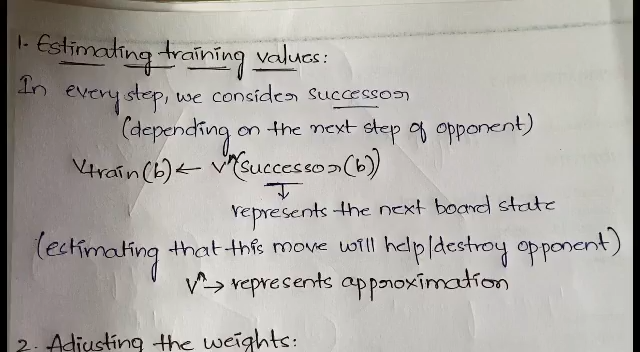 1. Estimating training values:
In every step, we consider successor
(depending on the next step of opponent)
Vtrain(b) ← V^(successor(b))
↓
represents the next board state
(estimating that this move will help/destroy opponent)
V^ → represents approximation
2. Adjusting the weights: